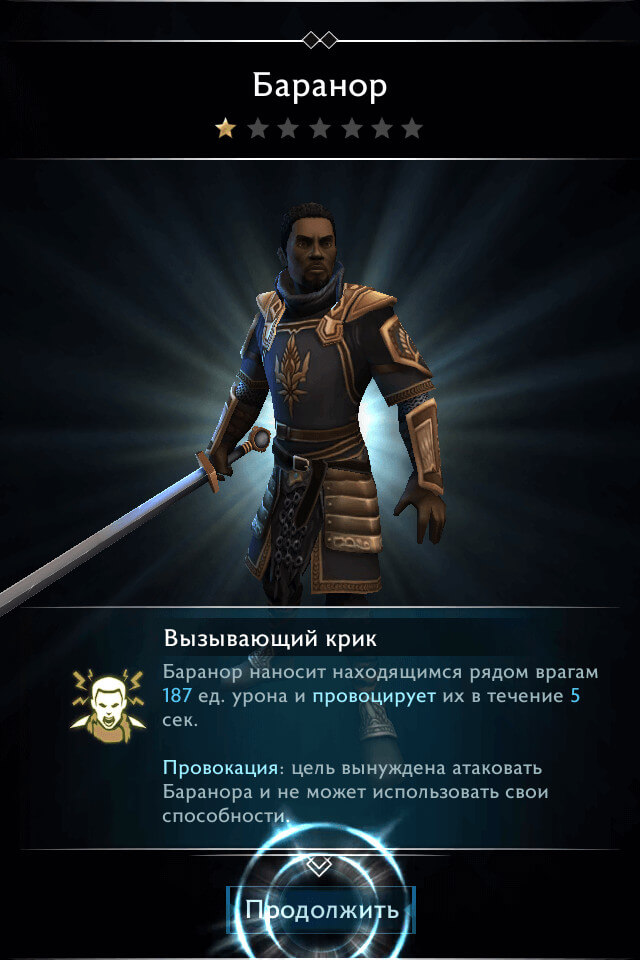 Баранор
Вызывающий крик
Баранор наносит находящимся рядом врагам
187 ед. урона и провоцирует их в течение 5
сек.
Провокация: цель вынуждена атаковать
Баранора и не может использовать свои
способности.
Продолжить